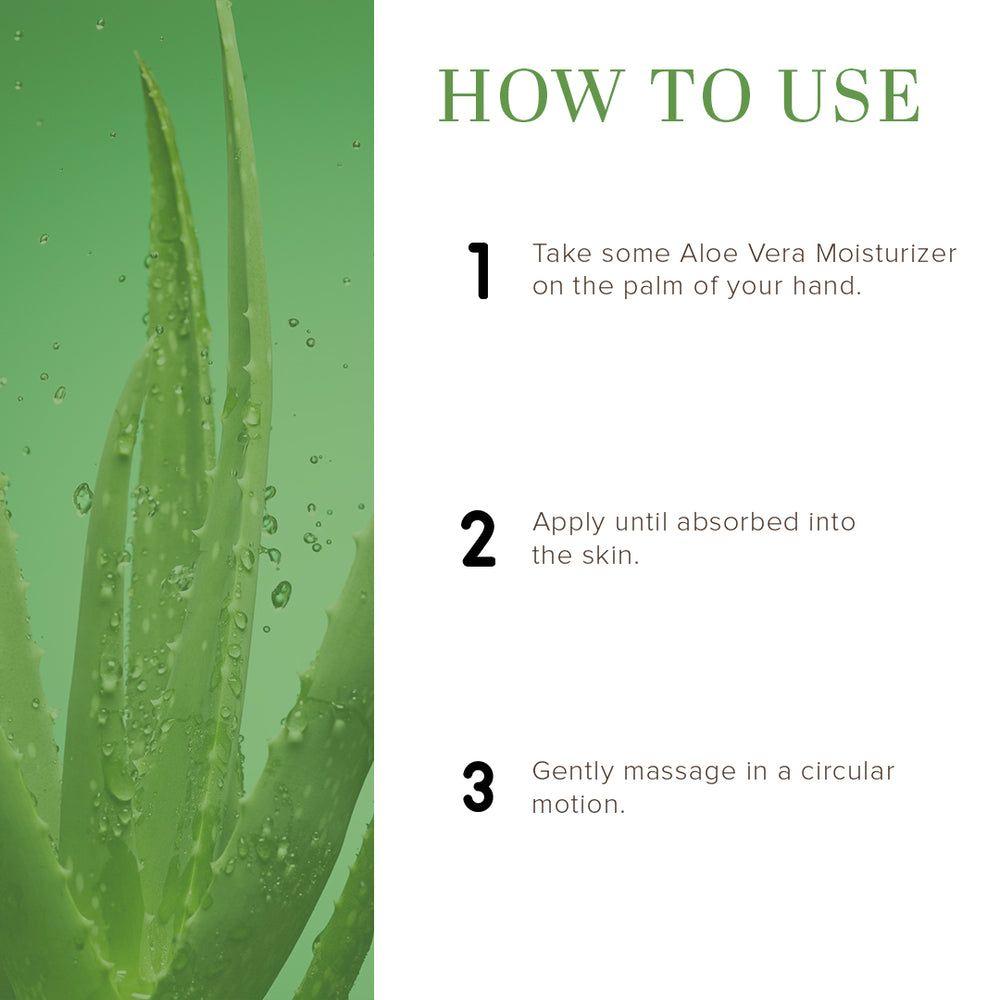 HOW TO USE
1
Take some Aloe Vera Moisturizer
on the palm of your hand.
2
Apply until absorbed into
the skin.
3
Gently massage in a circular
motion.